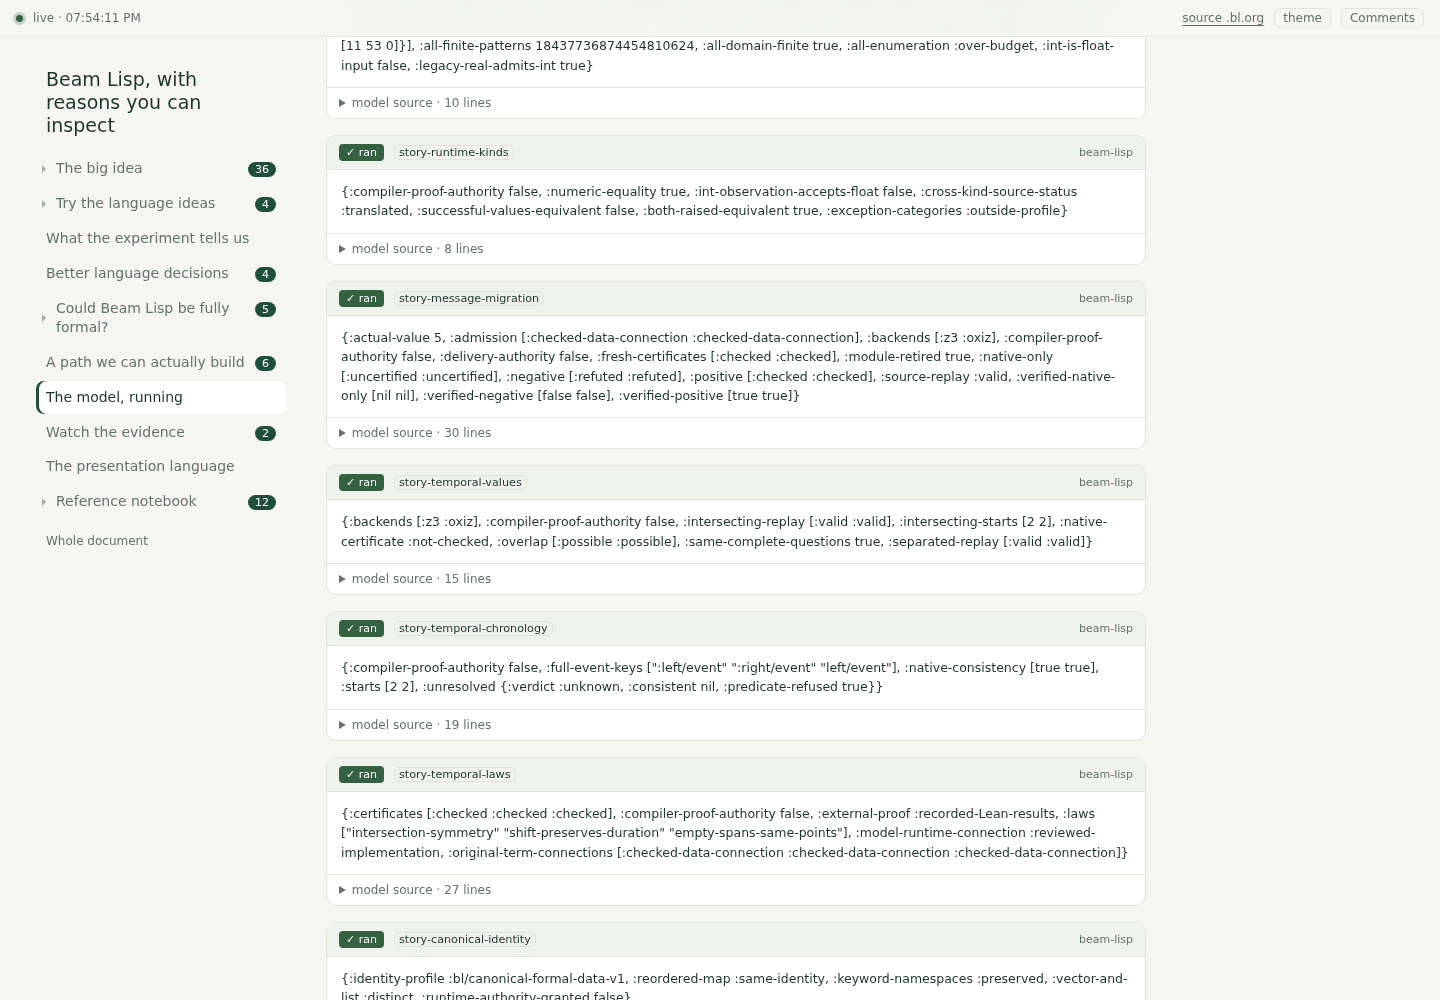 live · 07:54:11 PM
source .bl.org
theme
Comments
Beam Lisp, with
reasons you can
inspect
The big idea
36
Try the language ideas
4
What the experiment tells us
Better language decisions
4
Could Beam Lisp be fully
formal?
5
A path we can actually build
6
The model, running
Watch the evidence
2
The presentation language
Reference notebook
12
Whole document
[11 53 0]}], :all-finite-patterns 18437736874454810624, :all-domain-finite true, :all-enumeration :over-budget, :int-is-float-
input false, :legacy-real-admits-int true}
▶ model source · 10 lines
✓ ran
story-runtime-kinds
beam-lisp
{:compiler-proof-authority false, :numeric-equality true, :int-observation-accepts-float false, :cross-kind-source-status
:translated, :successful-values-equivalent false, :both-raised-equivalent true, :exception-categories :outside-profile}
▶ model source · 8 lines
✓ ran
story-message-migration
beam-lisp
{:actual-value 5, :admission [:checked-data-connection :checked-data-connection], :backends [:z3 :oxiz], :compiler-proof-
authority false, :delivery-authority false, :fresh-certificates [:checked :checked], :module-retired true, :native-only
[:uncertified :uncertified], :negative [:refuted :refuted], :positive [:checked :checked], :source-replay :valid, :verified-native-
only [nil nil], :verified-negative [false false], :verified-positive [true true]}
▶ model source · 30 lines
✓ ran
story-temporal-values
beam-lisp
{:backends [:z3 :oxiz], :compiler-proof-authority false, :intersecting-replay [:valid :valid], :intersecting-starts [2 2], :native-
certificate :not-checked, :overlap [:possible :possible], :same-complete-questions true, :separated-replay [:valid :valid]}
▶ model source · 15 lines
✓ ran
story-temporal-chronology
beam-lisp
{:compiler-proof-authority false, :full-event-keys [":left/event" ":right/event" "left/event"], :native-consistency [true true],
:starts [2 2], :unresolved {:verdict :unknown, :consistent nil, :predicate-refused true}}
▶ model source · 19 lines
✓ ran
story-temporal-laws
beam-lisp
{:certificates [:checked :checked :checked], :compiler-proof-authority false, :external-proof :recorded-Lean-results, :laws
["intersection-symmetry" "shift-preserves-duration" "empty-spans-same-points"], :model-runtime-connection :reviewed-
implementation, :original-term-connections [:checked-data-connection :checked-data-connection :checked-data-connection]}
▶ model source · 27 lines
✓ ran
story-canonical-identity
beam-lisp
{:identity-profile :bl/canonical-formal-data-v1, :reordered-map :same-identity, :keyword-namespaces :preserved, :vector-and-
list :distinct, :runtime-authority-granted false}